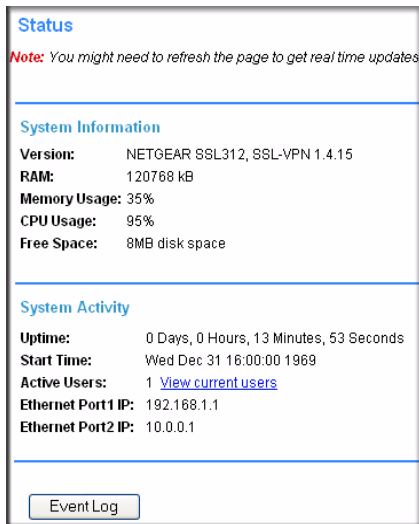 Status
Note: You might need to refresh the page to get real time updates
System Information
Version: NETGEAR SSL312, SSL-VPN 1.4.15
RAM: 120768 kB
Memory Usage: 35%
CPU Usage: 95%
Free Space: 8MB disk space
System Activity
Uptime: 0 Days, 0 Hours, 13 Minutes, 53 Seconds
Start Time: Wed Dec 31 16:00:00 1969
Active Users: 1 View current users
Ethernet Port1 IP: 192.168.1.1
Ethernet Port2 IP: 10.0.0.1
Event Log